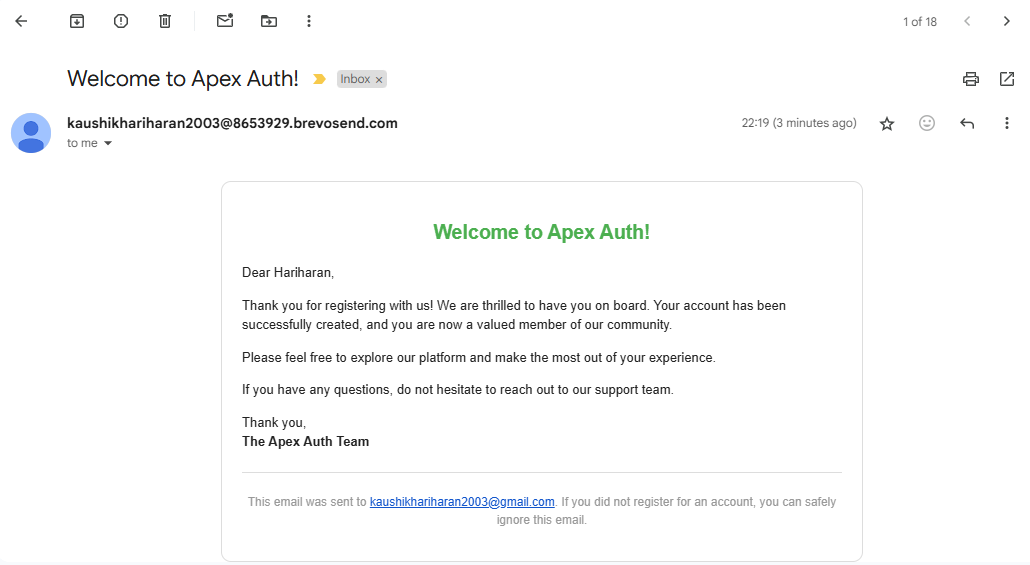 1 of 18
Welcome to Apex Auth! Inbox ×
kaushikhariharan2003@8653929.brevosend.com 22:19 (3 minutes ago)
to me
Welcome to Apex Auth!
Dear Hariharan,
Thank you for registering with us! We are thrilled to have you on board. Your account has been
successfully created, and you are now a valued member of our community.
Please feel free to explore our platform and make the most out of your experience.
If you have any questions, do not hesitate to reach out to our support team.
Thank you,
The Apex Auth Team
This email was sent to kaushikhariharan2003@gmail.com. If you did not register for an account, you can safely
ignore this email.